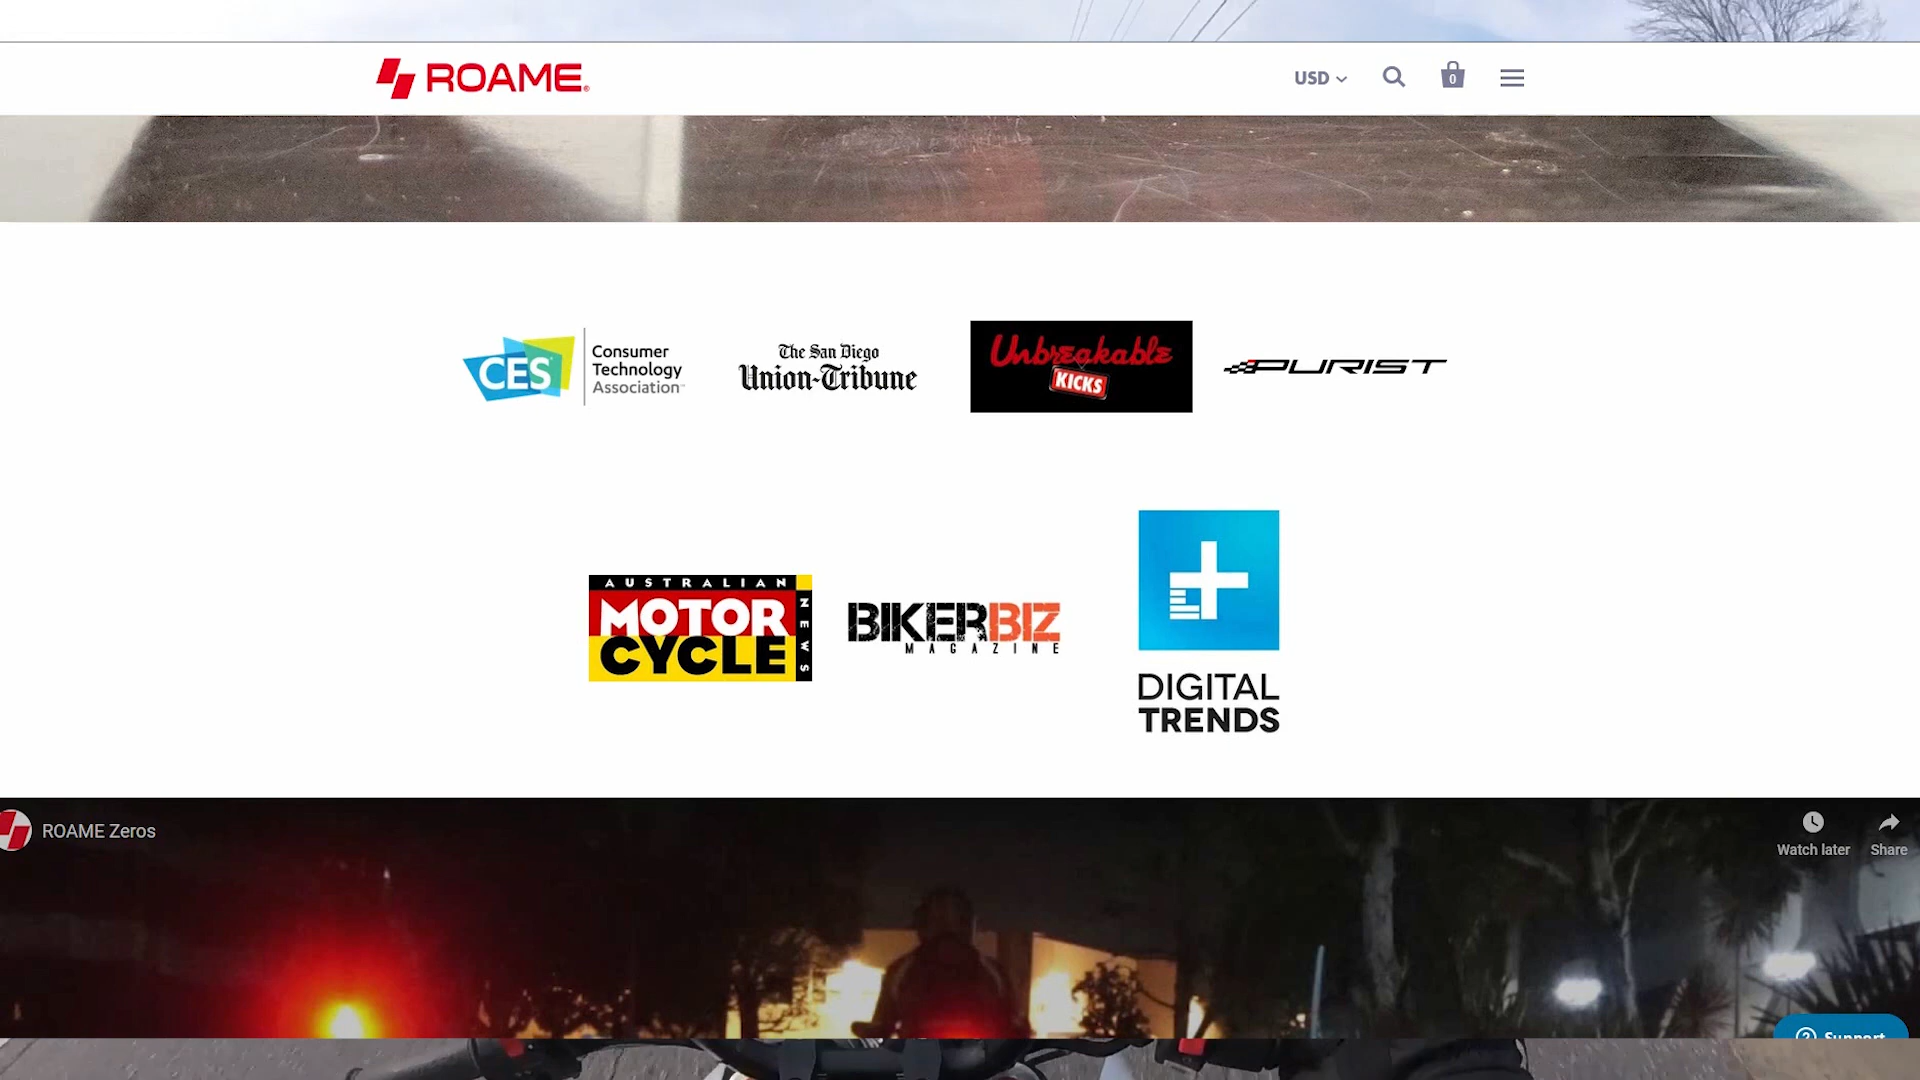 ROAME
USD
0
CES
Consumer
Technology
Association
The San Diego
Union-Tribune
Unbreakable
KICKS
PURIST
AUSTRALIAN
MOTOR
CYCLE
NEWS
BIKERBIZ
MAGAZINE
DIGITAL
TRENDS
ROAME Zeros
Watch later
Share
Support